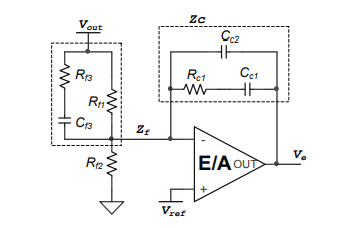 Vout
Zc
Cc2
Rf3
Rc1
Cc1
Rf1
Cf3
Zf
Rf2
-
E/A OUT
Ve
+
Vref